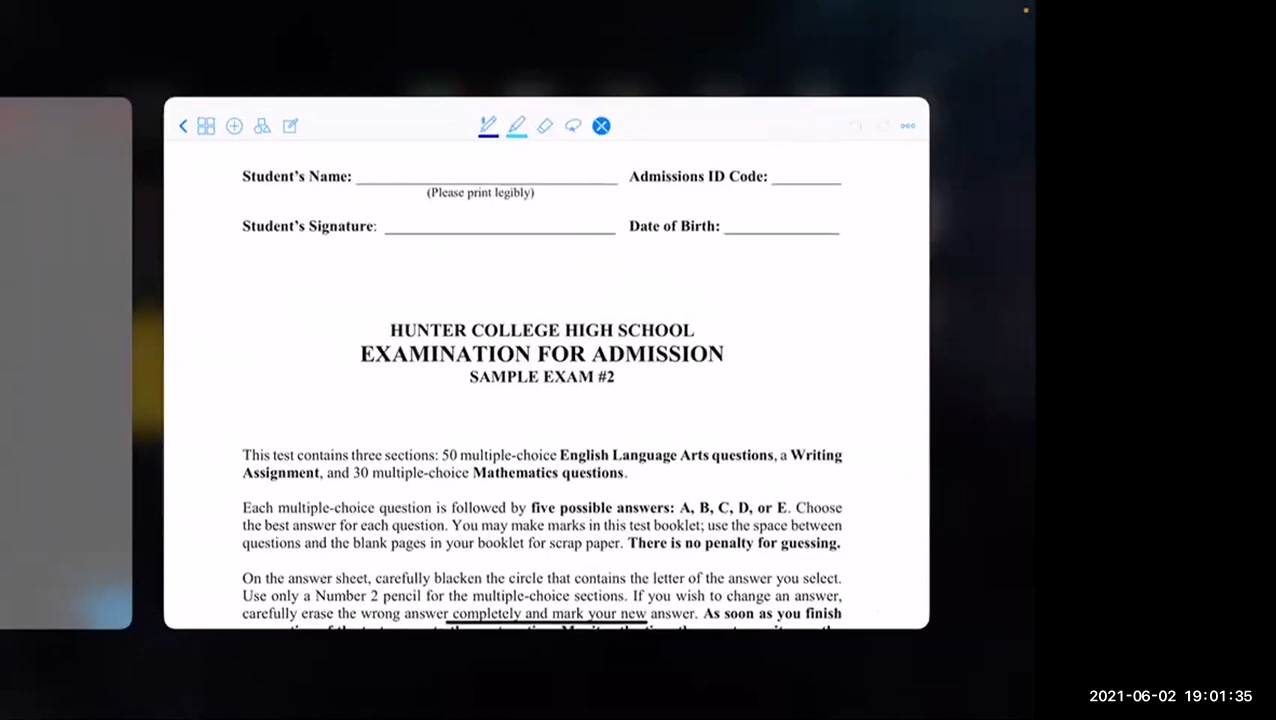 Student's Name: Admissions ID Code:
(Please print legibly)
Student's Signature: Date of Birth:
HUNTER COLLEGE HIGH SCHOOL
EXAMINATION FOR ADMISSION
SAMPLE EXAM #2
This test contains three sections: 50 multiple-choice English Language Arts questions, a Writing
Assignment, and 30 multiple-choice Mathematics questions.
Each multiple-choice question is followed by five possible answers: A, B, C, D, or E. Choose
the best answer for each question. You may make marks in this test booklet; use the space between
questions and the blank pages in your booklet for scrap paper. There is no penalty for guessing.
On the answer sheet, carefully blacken the circle that contains the letter of the answer you select.
Use only a Number 2 pencil for the multiple-choice sections. If you wish to change an answer,
carefully erase the wrong answer completely and mark your new answer. As soon as you finish
2021-06-02 19:01:35